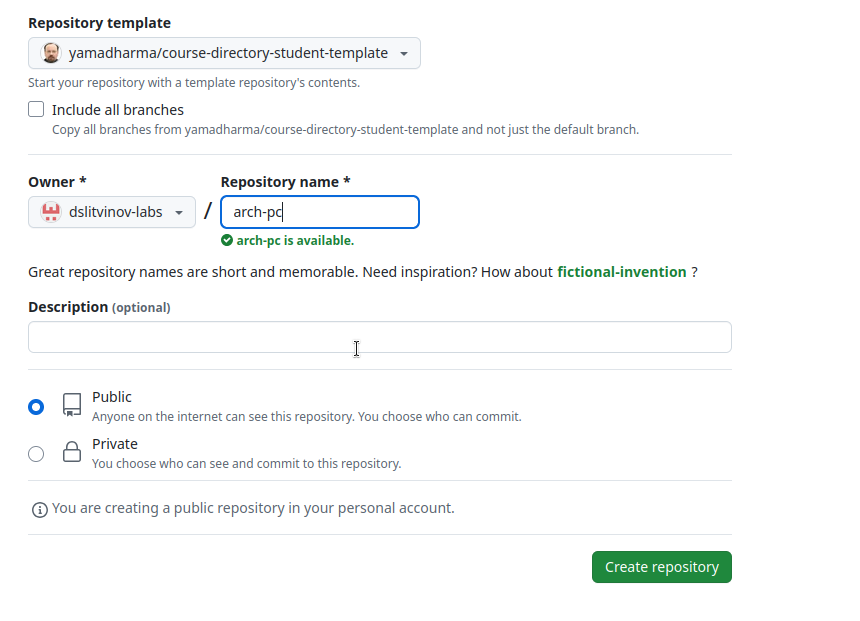 Repository template
yamadharma/course-directory-student-template
Start your repository with a template repository's contents.
Include all branches
Copy all branches from yamadharma/course-directory-student-template and not just the default branch.
Owner * Repository name *
dslitvinov-labs / arch-pc
arch-pc is available.
Great repository names are short and memorable. Need inspiration? How about fictional-invention ?
Description (optional)
Public
Anyone on the internet can see this repository. You choose who can commit.
Private
You choose who can see and commit to this repository.
You are creating a public repository in your personal account.
Create repository